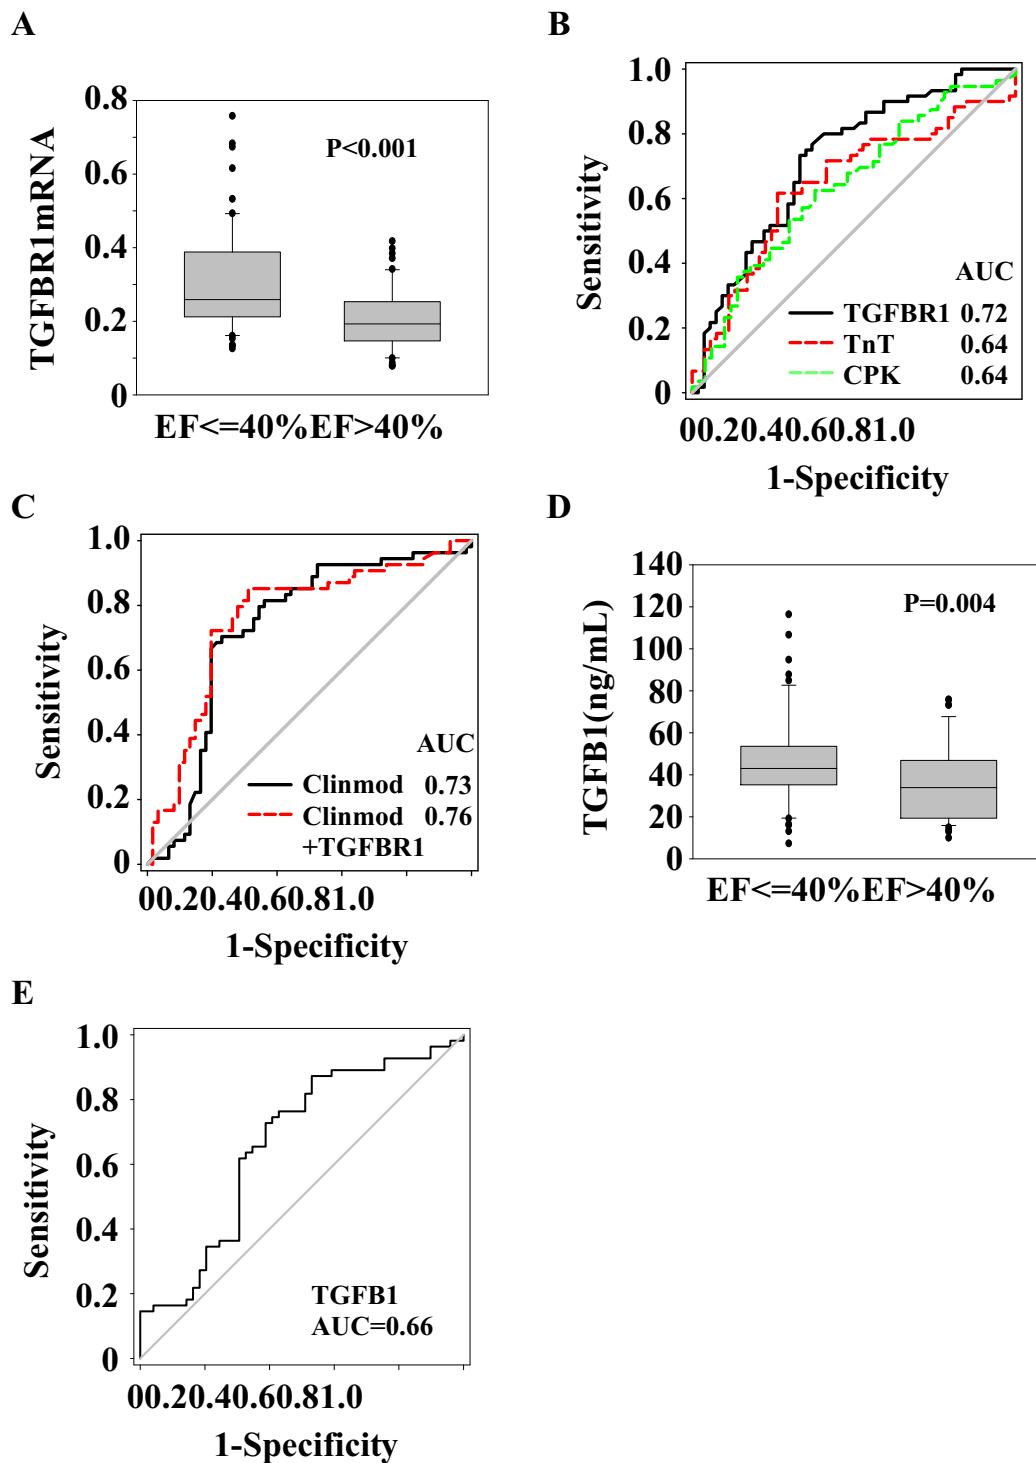 A
TGFBR1mRNA
0.8
0.6
0.4
0.2
0
P<0.001
EF<=40%EF>40%
B
Sensitivity
1.0
0.8
0.6
0.4
0.2
0
AUC
TGFBR1 0.72
TnT 0.64
CPK 0.64
00.20.40.60.81.0
1-Specificity
C
Sensitivity
1.0
0.8
0.6
0.4
0.2
0
AUC
Clinmod 0.73
Clinmod 0.76
+TGFBR1
00.20.40.60.81.0
1-Specificity
D
TGFB1(ng/mL)
140
120
100
80
60
40
20
0
P=0.004
EF<=40%EF>40%
E
Sensitivity
1.0
0.8
0.6
0.4
0.2
0
TGFB1
AUC=0.66
00.20.40.60.81.0
1-Specificity